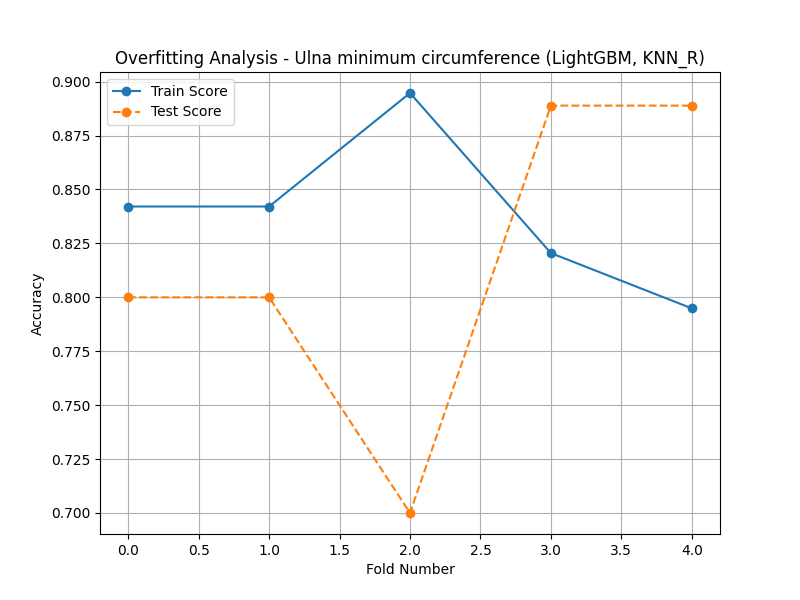 Overfitting Analysis - Ulna minimum circumference (LightGBM, KNN_R)
Train Score
Test Score
0.900
0.875
0.850
0.825
0.800
0.775
0.750
0.725
0.700
Accuracy
0.0 0.5 1.0 1.5 2.0 2.5 3.0 3.5 4.0
Fold Number